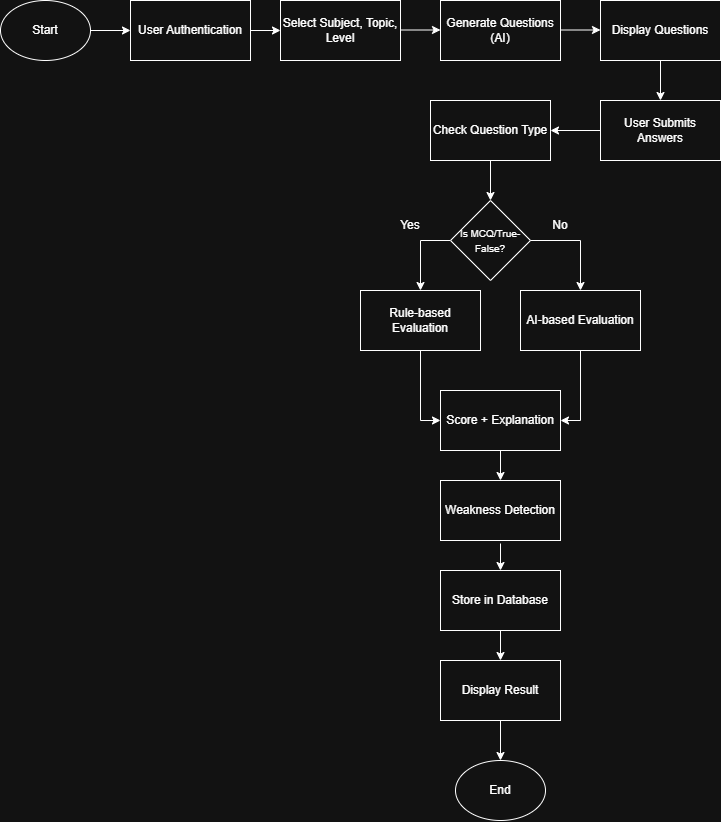 Start
User Authentication
Select Subject, Topic,
Level
Generate Questions
(AI)
Display Questions
User Submits
Answers
Check Question Type
Is MCQ/True-
False?
Yes
No
Rule-based
Evaluation
AI-based Evaluation
Score + Explanation
Weakness Detection
Store in Database
Display Result
End